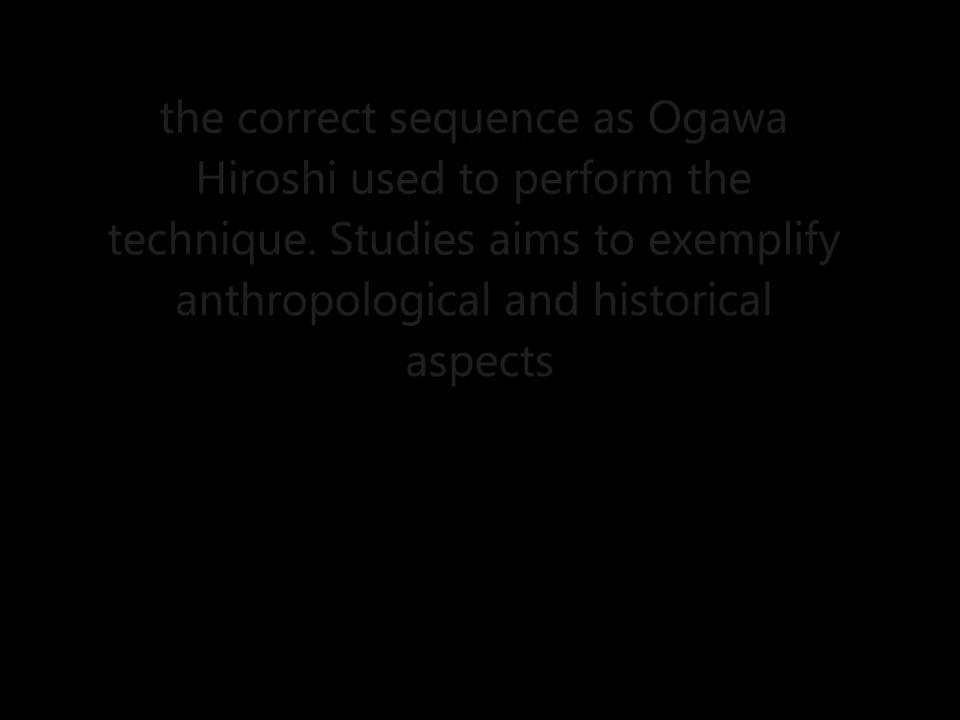 the correct sequence as Ogawa
Hiroshi used to perform the
technique. Studies aims to exemplify
anthropological and historical
aspects